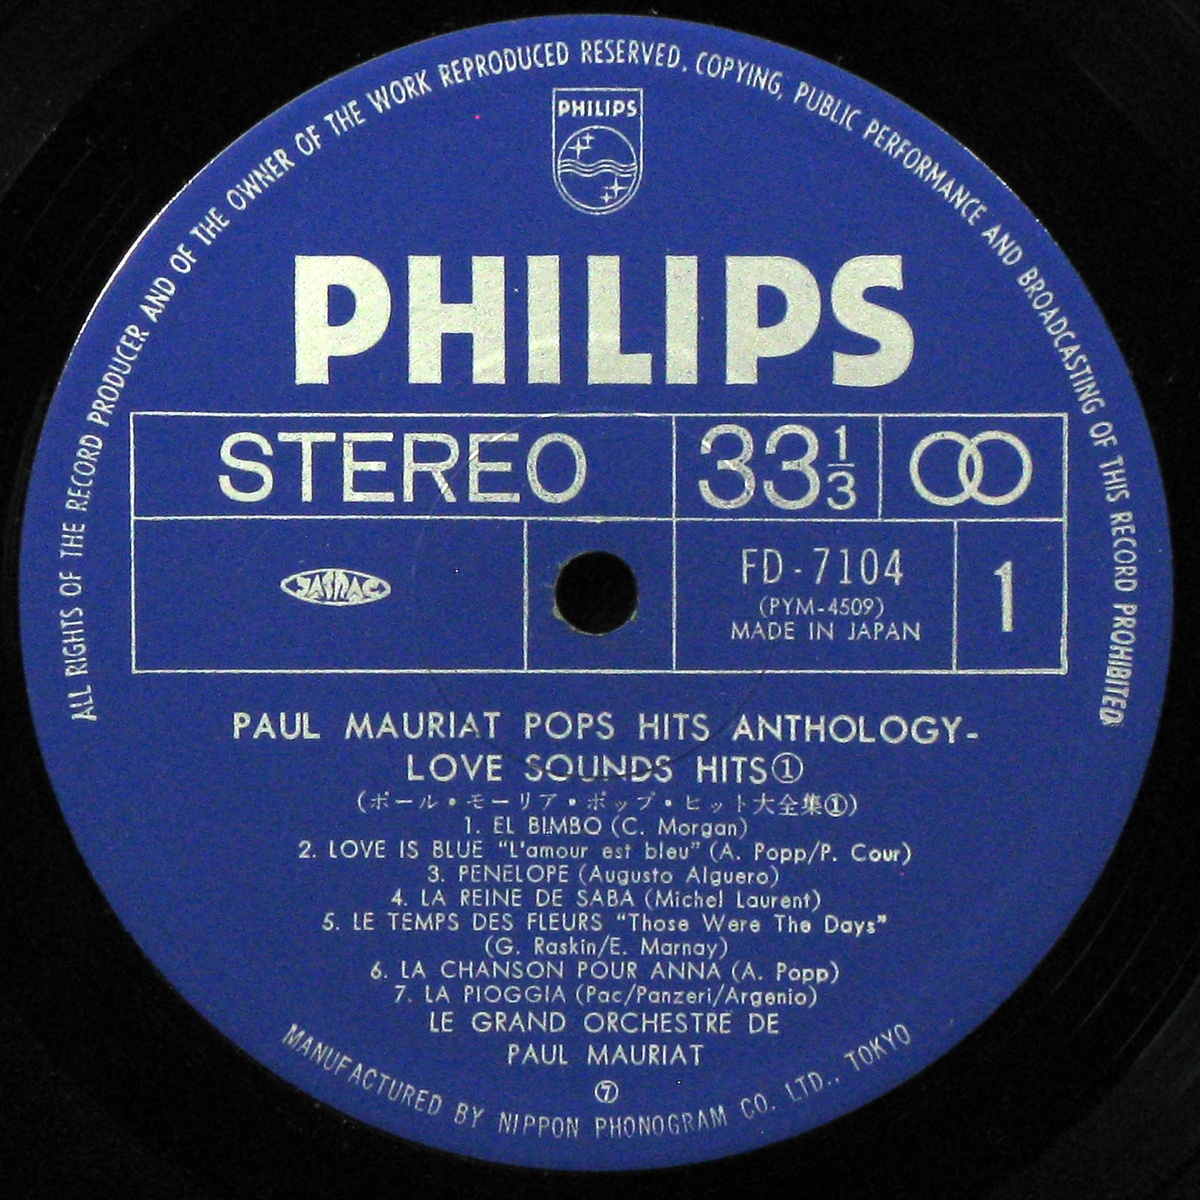 ALL RIGHTS OF THE RECORD PRODUCER AND OF THE OWNER OF THE WORK REPRODUCED RESERVED. COPYING, PUBLIC PERFORMANCE AND BROADCASTING OF THIS RECORD PROHIBITED
PHILIPS
PHILIPS
STEREO 33 1/3
JASRAC FD-7104 1
(PYM-4509)
MADE IN JAPAN
PAUL MAURIAT POPS HITS ANTHOLOGY-
LOVE SOUNDS HITS①
(ポール・モーリア・ポップ・ヒット大全集①)
1. EL BIMBO (C. Morgan)
2. LOVE IS BLUE "L'amour est bleu" (A. Popp/P. Cour)
3. PENELOPE (Augusto Alguero)
4. LA REINE DE SABA (Michel Laurent)
5. LE TEMPS DES FLEURS "Those Were The Days"
(G. Raskin/E. Marnay)
6. LA CHANSON POUR ANNA (A. Popp)
7. LA PIOGGIA (Pac/Panzeri/Argenio)
LE GRAND ORCHESTRE DE
PAUL MAURIAT
⑦
MANUFACTURED BY NIPPON PHONOGRAM CO. LTD., TOKYO